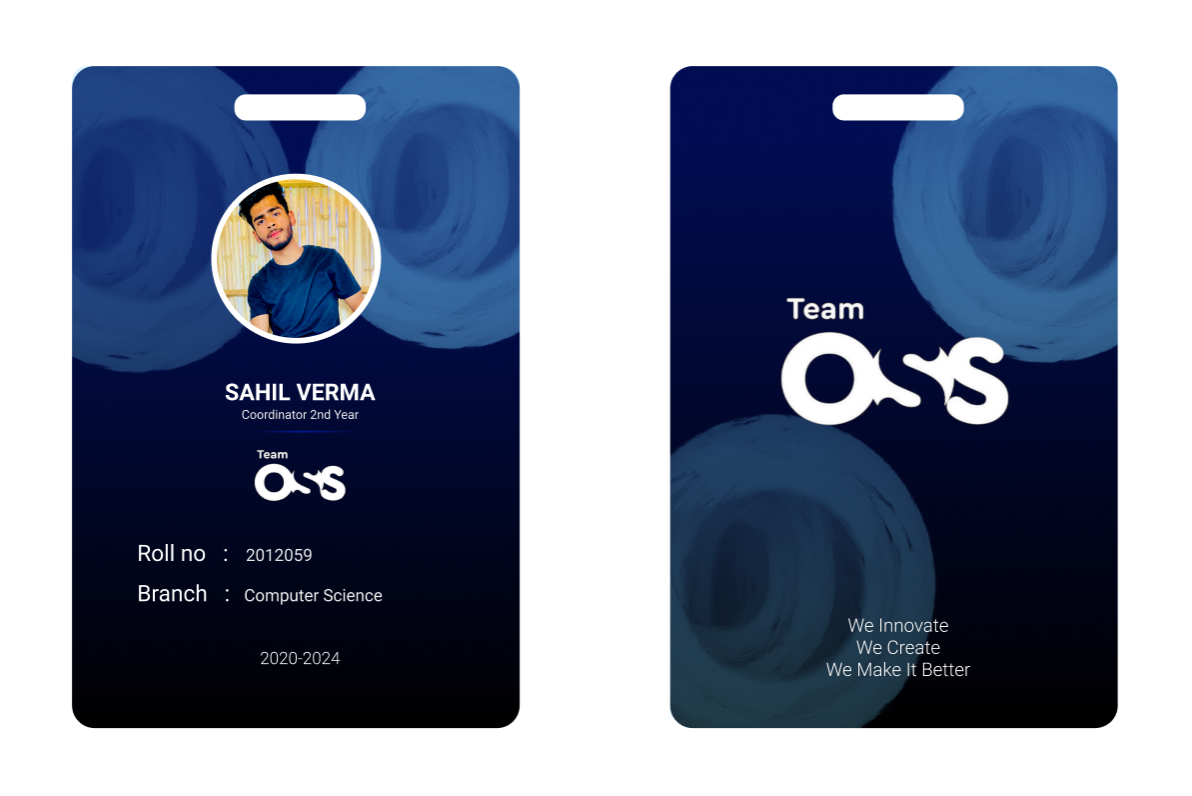 SAHIL VERMA
Coordinator 2nd Year
Team
OSS
Roll no : 2012059
Branch : Computer Science
2020-2024
Team
OSS
We Innovate
We Create
We Make It Better